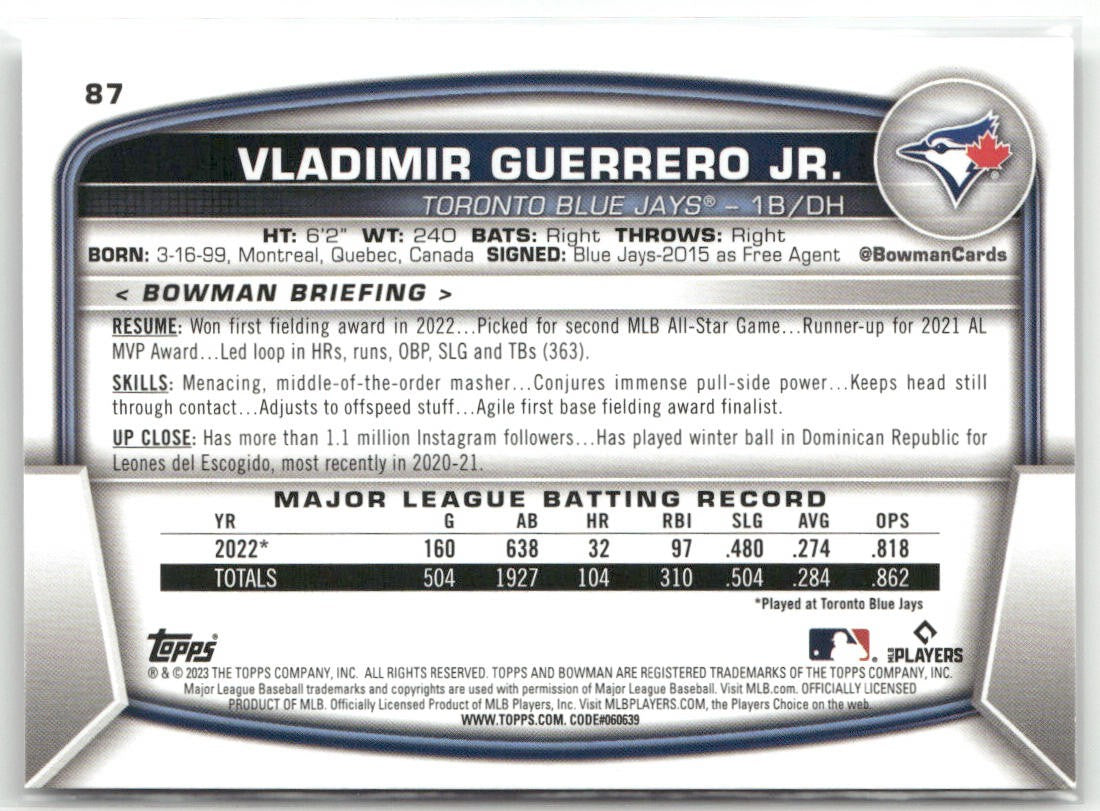 87
VLADIMIR GUERRERO JR.
TORONTO BLUE JAYS® – 1B/DH
HT: 6'2" WT: 240 BATS: Right THROWS: Right
BORN: 3-16-99, Montreal, Quebec, Canada SIGNED: Blue Jays-2015 as Free Agent @BowmanCards
< BOWMAN BRIEFING >
RESUME: Won first fielding award in 2022...Picked for second MLB All-Star Game...Runner-up for 2021 AL
MVP Award...Led loop in HRs, runs, OBP, SLG and TBs (363).
SKILLS: Menacing, middle-of-the-order masher...Conjures immense pull-side power...Keeps head still
through contact...Adjusts to offspeed stuff...Agile first base fielding award finalist.
UP CLOSE: Has more than 1.1 million Instagram followers...Has played winter ball in Dominican Republic for
Leones del Escogido, most recently in 2020-21.
MAJOR LEAGUE BATTING RECORD
YR G AB HR RBI SLG AVG OPS
2022* 160 638 32 97 .480 .274 .818
TOTALS 504 1927 104 310 .504 .284 .862
*Played at Toronto Blue Jays
Topps®
MLB PLAYERS
® & © 2023 THE TOPPS COMPANY, INC. ALL RIGHTS RESERVED. TOPPS AND BOWMAN ARE REGISTERED TRADEMARKS OF THE TOPPS COMPANY, INC.
Major League Baseball trademarks and copyrights are used with permission of Major League Baseball. Visit MLB.com. OFFICIALLY LICENSED
PRODUCT OF MLB. Officially Licensed Product of MLB Players, Inc. Visit MLBPLAYERS.COM, the Players Choice on the web.
WWW.TOPPS.COM. CODE#060639